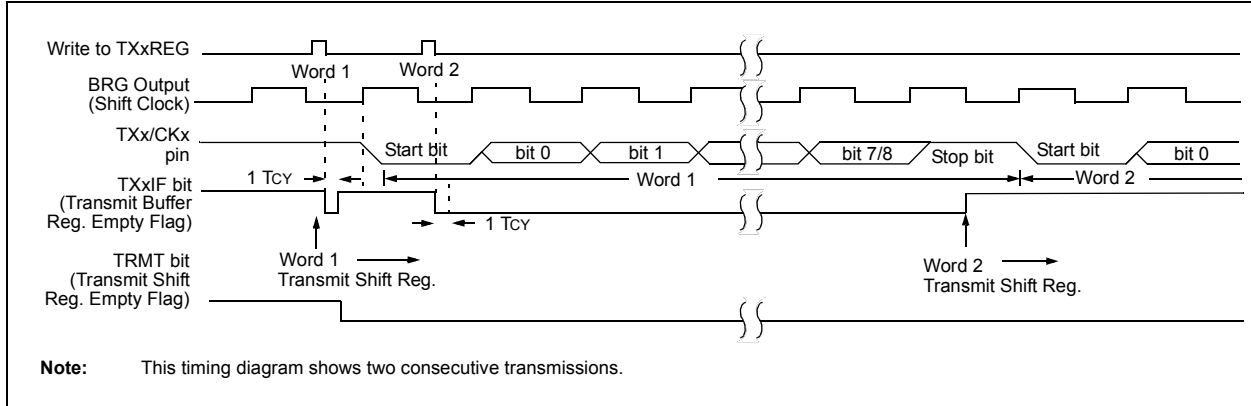 Write to TXxREG
Word 1
Word 2
BRG Output
(Shift Clock)
TXx/CKx
pin
Start bit
bit 0
bit 1
bit 7/8
Stop bit
Start bit
bit 0
1 TCY
Word 1
Word 2
TXxIF bit
(Transmit Buffer
Reg. Empty Flag)
1 TCY
Word 1
Transmit Shift Reg.
Word 2
Transmit Shift Reg.
TRMT bit
(Transmit Shift
Reg. Empty Flag)
Note: This timing diagram shows two consecutive transmissions.